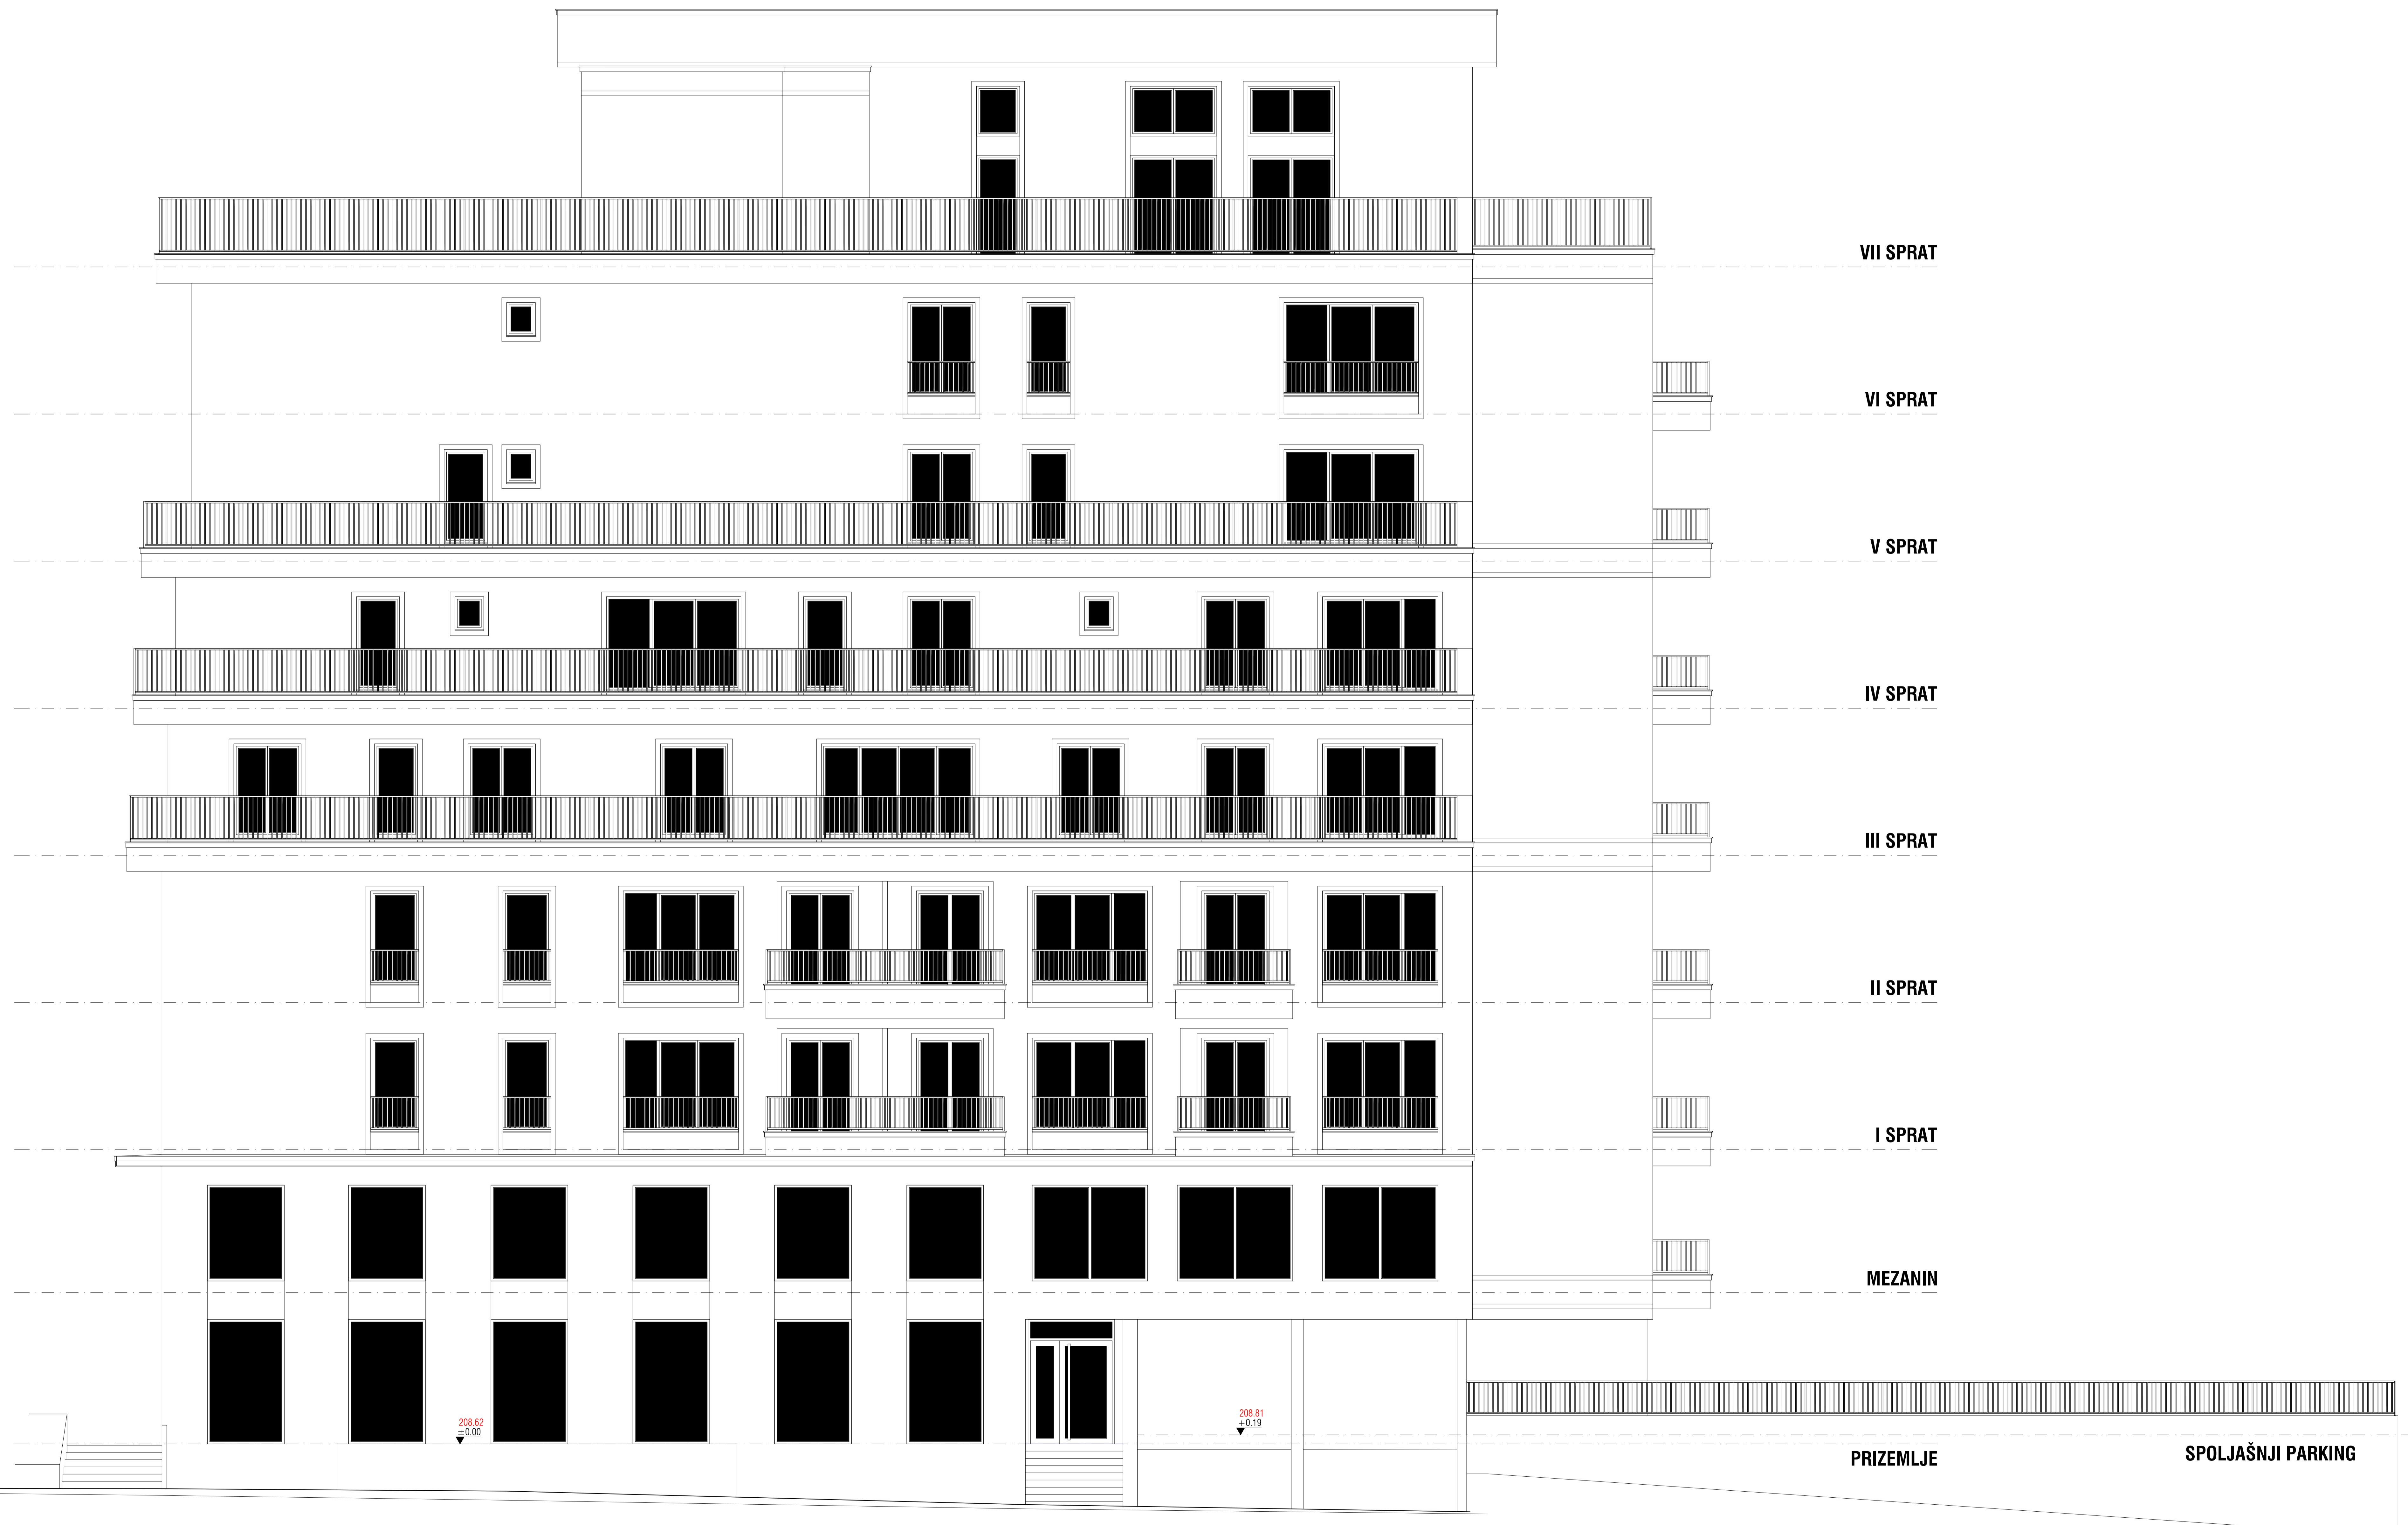 VII SPRAT
VI SPRAT
V SPRAT
IV SPRAT
III SPRAT
II SPRAT
I SPRAT
MEZANIN
208.62
±0.00
208.81
+0.19
PRIZEMLJE
SPOLJAŠNJI PARKING